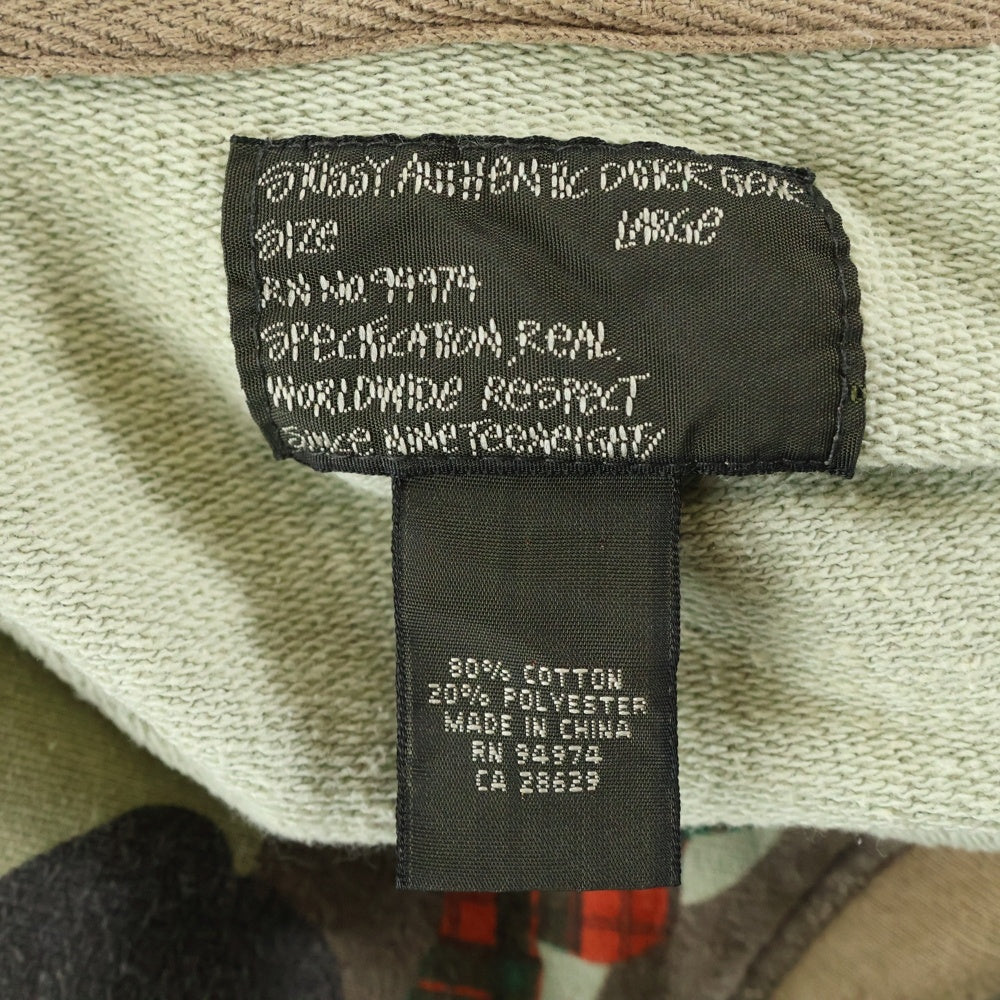 STÜSSY AUTHENTIC OUTER GEAR
SIZE LARGE
RN NO. 94974
SPECIFICATION REAL
WORLDWIDE RESPECT
SINCE NINETEENEIGHTY
80% COTTON
20% POLYESTER
MADE IN CHINA
RN 94974
CA 28629